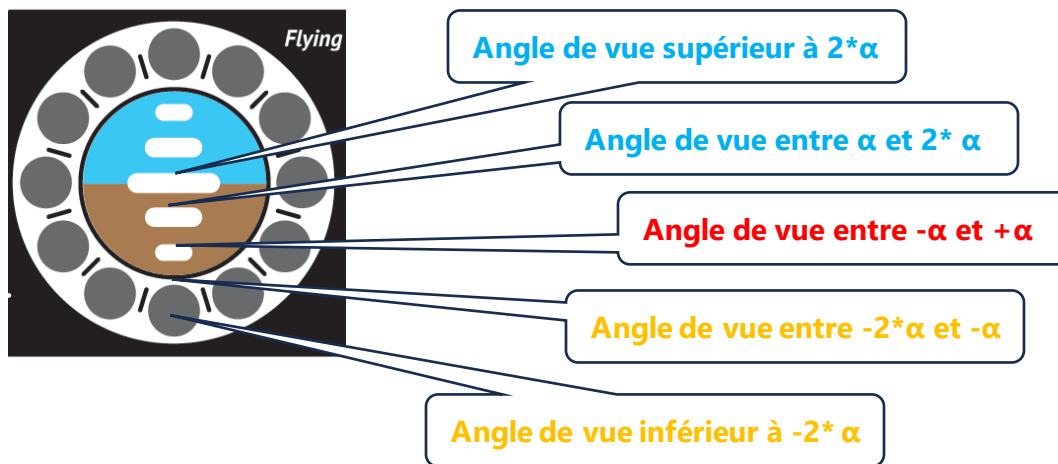 Flying
Angle de vue supérieur à 2*α
Angle de vue entre α et 2* α
Angle de vue entre -α et +α
Angle de vue entre -2*α et -α
Angle de vue inférieur à -2* α